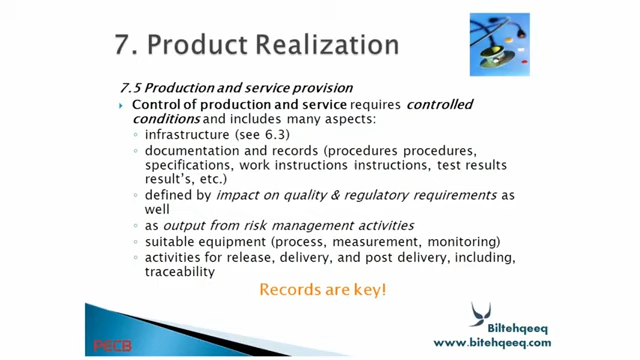 7. Product Realization
7.5 Production and service provision
Control of production and service requires controlled
conditions and includes many aspects:
infrastructure (see 6.3)
documentation and records (procedures procedures,
specifications, work instructions instructions, test results
result's, etc.)
defined by impact on quality & regulatory requirements as
well
as output from risk management activities
suitable equipment (process, measurement, monitoring)
activities for release, delivery, and post delivery, including,
traceability
Records are key!
PECB
Biltehqeeq
www.bitehqeeq.com